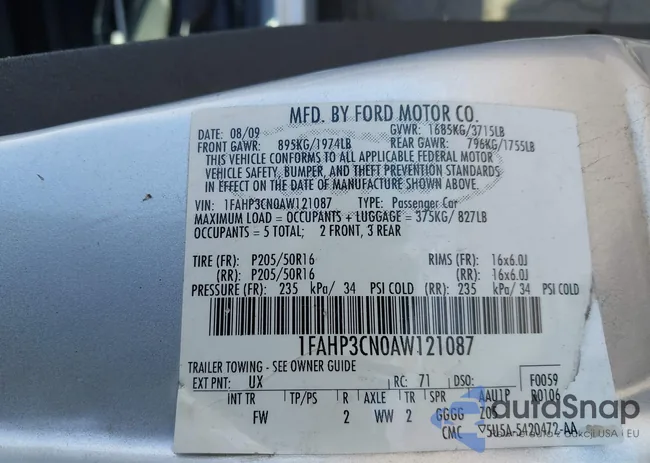 MFD. BY FORD MOTOR CO.
DATE: 08/09 GVWR: 1685KG/3715LB
FRONT GAWR: 895KG/1974LB REAR GAWR: 796KG/1755LB
THIS VEHICLE CONFORMS TO ALL APPLICABLE FEDERAL MOTOR
VEHICLE SAFETY, BUMPER, AND THEFT PREVENTION STANDARDS
IN EFFECT ON THE DATE OF MANUFACTURE SHOWN ABOVE.
VIN: 1FAHP3CN0AW121087 TYPE: Passenger Car
MAXIMUM LOAD = OCCUPANTS + LUGGAGE = 375KG/ 827LB
OCCUPANTS = 5 TOTAL; 2 FRONT, 3 REAR
TIRE (FR): P205/50R16 RIMS (FR): 16x6.0J
(RR): P205/50R16 (RR): 16x6.0J
PRESSURE (FR): 235 kPa/ 34 PSI COLD (RR): 235 kPa/ 34 PSI COLD
1FAHP3CN0AW121087
TRAILER TOWING - SEE OWNER GUIDE
EXT PNT: UX RC: 71 DSO: F0059
INT TR TP/PS R AXLE TR SPR AAU1P R0106
FW 2 WW 2 GGGG Z05
CMC 5U5A-5420472-AA
autoSnap